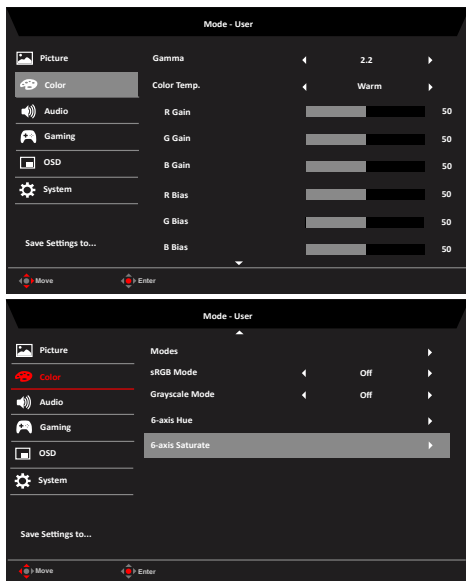 Mode - User
Picture
Gamma 2.2
Color
Color Temp. Warm
Audio
R Gain 50
Gaming
G Gain 50
OSD
B Gain 50
System
R Bias 50
G Bias 50
Save Settings to...
B Bias 50
Move Enter
Mode - User
Picture
Modes
Color
sRGB Mode Off
Audio
Grayscale Mode Off
Gaming
6-axis Hue
OSD
6-axis Saturate
System
Save Settings to...
Move Enter